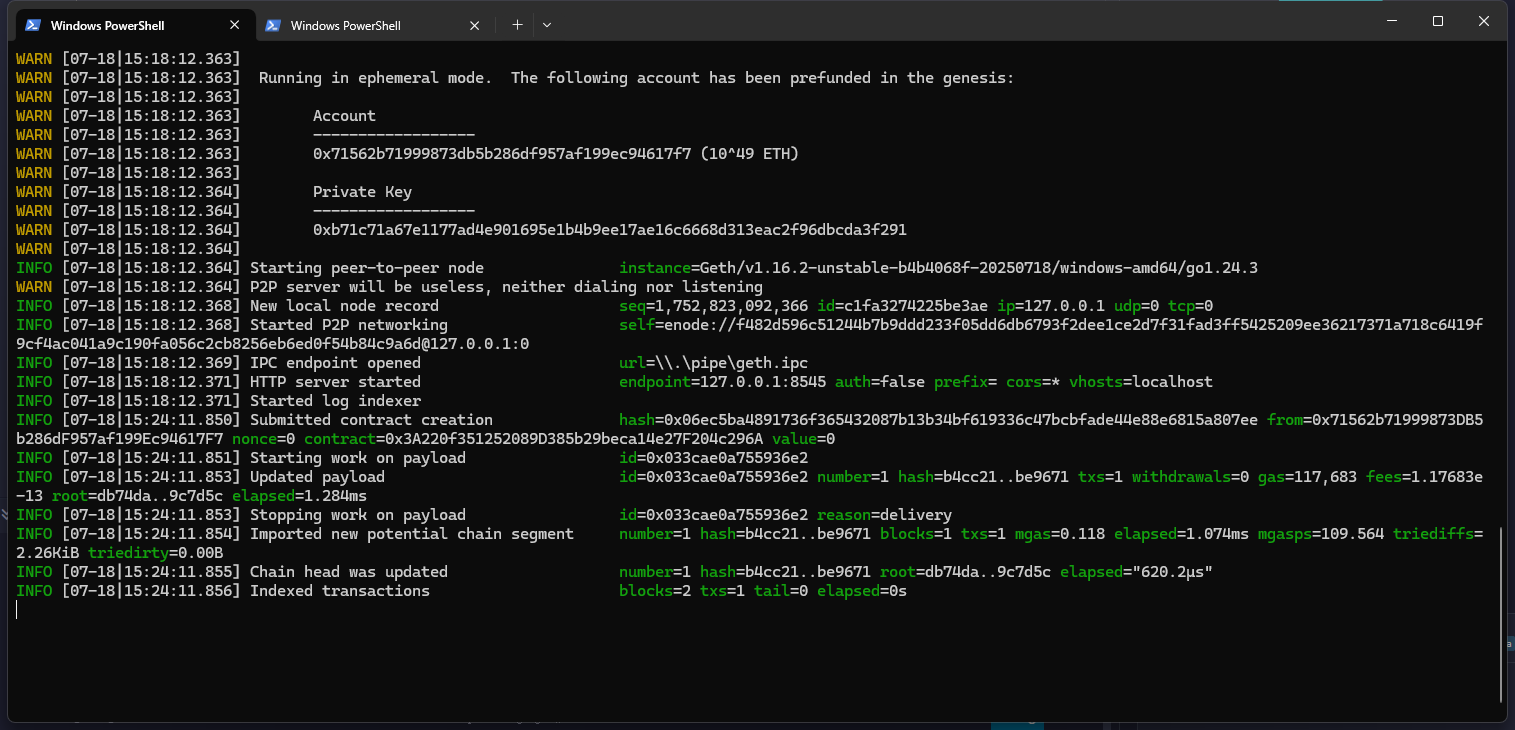 Windows PowerShell
Windows PowerShell
WARN [07-18|15:18:12.363]
WARN [07-18|15:18:12.363]  Running in ephemeral mode.  The following account has been prefunded in the genesis:
WARN [07-18|15:18:12.363]
WARN [07-18|15:18:12.363]        Account
WARN [07-18|15:18:12.363]        ------------------
WARN [07-18|15:18:12.363]        0x71562b71999873db5b286df957af199ec94617f7 (10^49 ETH)
WARN [07-18|15:18:12.363]
WARN [07-18|15:18:12.364]        Private Key
WARN [07-18|15:18:12.364]        ------------------
WARN [07-18|15:18:12.364]        0xb71c71a67e1177ad4e901695e1b4b9ee17ae16c6668d313eac2f96dbcda3f291
WARN [07-18|15:18:12.364]
INFO [07-18|15:18:12.364] Starting peer-to-peer node               instance=Geth/v1.16.2-unstable-b4b4068f-20250718/windows-amd64/go1.24.3
WARN [07-18|15:18:12.364] P2P server will be useless, neither dialing nor listening
INFO [07-18|15:18:12.368] New local node record                    seq=1,752,823,092,366 id=c1fa3274225be3ae ip=127.0.0.1 udp=0 tcp=0
INFO [07-18|15:18:12.368] Started P2P networking                   self=enode://f482d596c51244b7b9ddd233f05dd6db6793f2dee1ce2d7f31fad3ff5425209ee36217371a718c6419f
9cf4ac041a9c190fa056c2cb8256eb6ed0f54b84c9a6d@127.0.0.1:0
INFO [07-18|15:18:12.369] IPC endpoint opened                      url=\\.\pipe\geth.ipc
INFO [07-18|15:18:12.371] HTTP server started                      endpoint=127.0.0.1:8545 auth=false prefix= cors=* vhosts=localhost
INFO [07-18|15:18:12.371] Started log indexer
INFO [07-18|15:24:11.850] Submitted contract creation              hash=0x06ec5ba4891736f365432087b13b34bf619336c47bcbfade44e88e6815a807ee from=0x71562b71999873DB5
b286dF957af199Ec94617F7 nonce=0 contract=0x3A220f351252089D385b29beca14e27F204c296A value=0
INFO [07-18|15:24:11.851] Starting work on payload                 id=0x033cae0a755936e2
INFO [07-18|15:24:11.853] Updated payload                          id=0x033cae0a755936e2 number=1 hash=b4cc21..be9671 txs=1 withdrawals=0 gas=117,683 fees=1.17683e
-13 root=db74da..9c7d5c elapsed=1.284ms
INFO [07-18|15:24:11.853] Stopping work on payload                 id=0x033cae0a755936e2 reason=delivery
INFO [07-18|15:24:11.854] Imported new potential chain segment     number=1 hash=b4cc21..be9671 blocks=1 txs=1 mgas=0.118 elapsed=1.074ms mgasps=109.564 triediffs=
2.26KiB triedirty=0.00B
INFO [07-18|15:24:11.855] Chain head was updated                   number=1 hash=b4cc21..be9671 root=db74da..9c7d5c elapsed="620.2µs"
INFO [07-18|15:24:11.856] Indexed transactions                     blocks=2 txs=1 tail=0 elapsed=0s